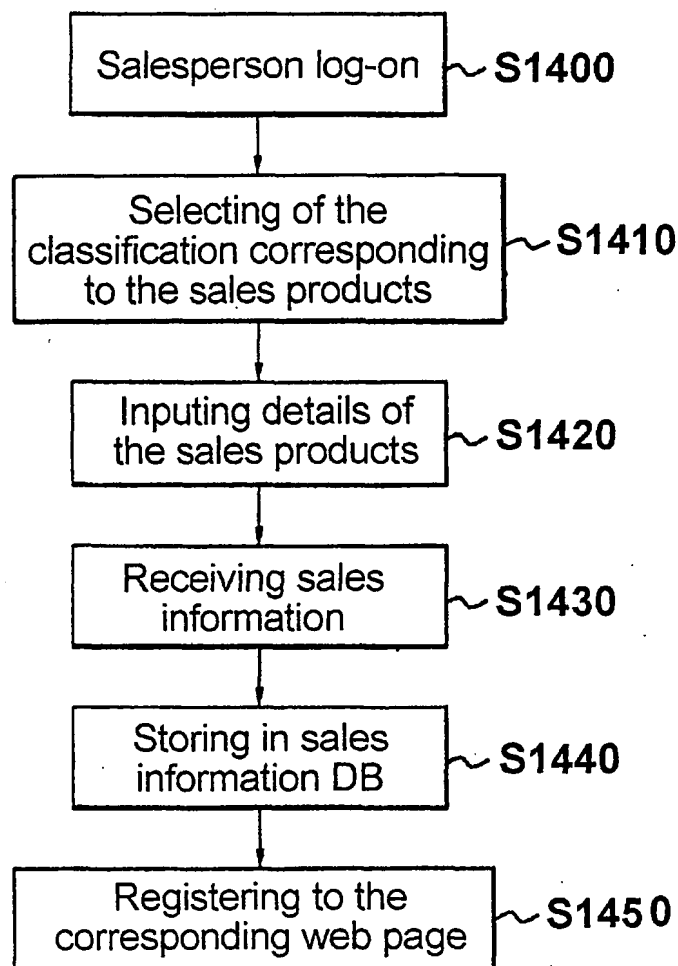 Salesperson log-on S1400
Selecting of the
classification corresponding
to the sales products
S1410
Inputing details of
the sales products
S1420
Receiving sales
information
S1430
Storing in sales
information DB
S1440
Registering to the
corresponding web page
S1450